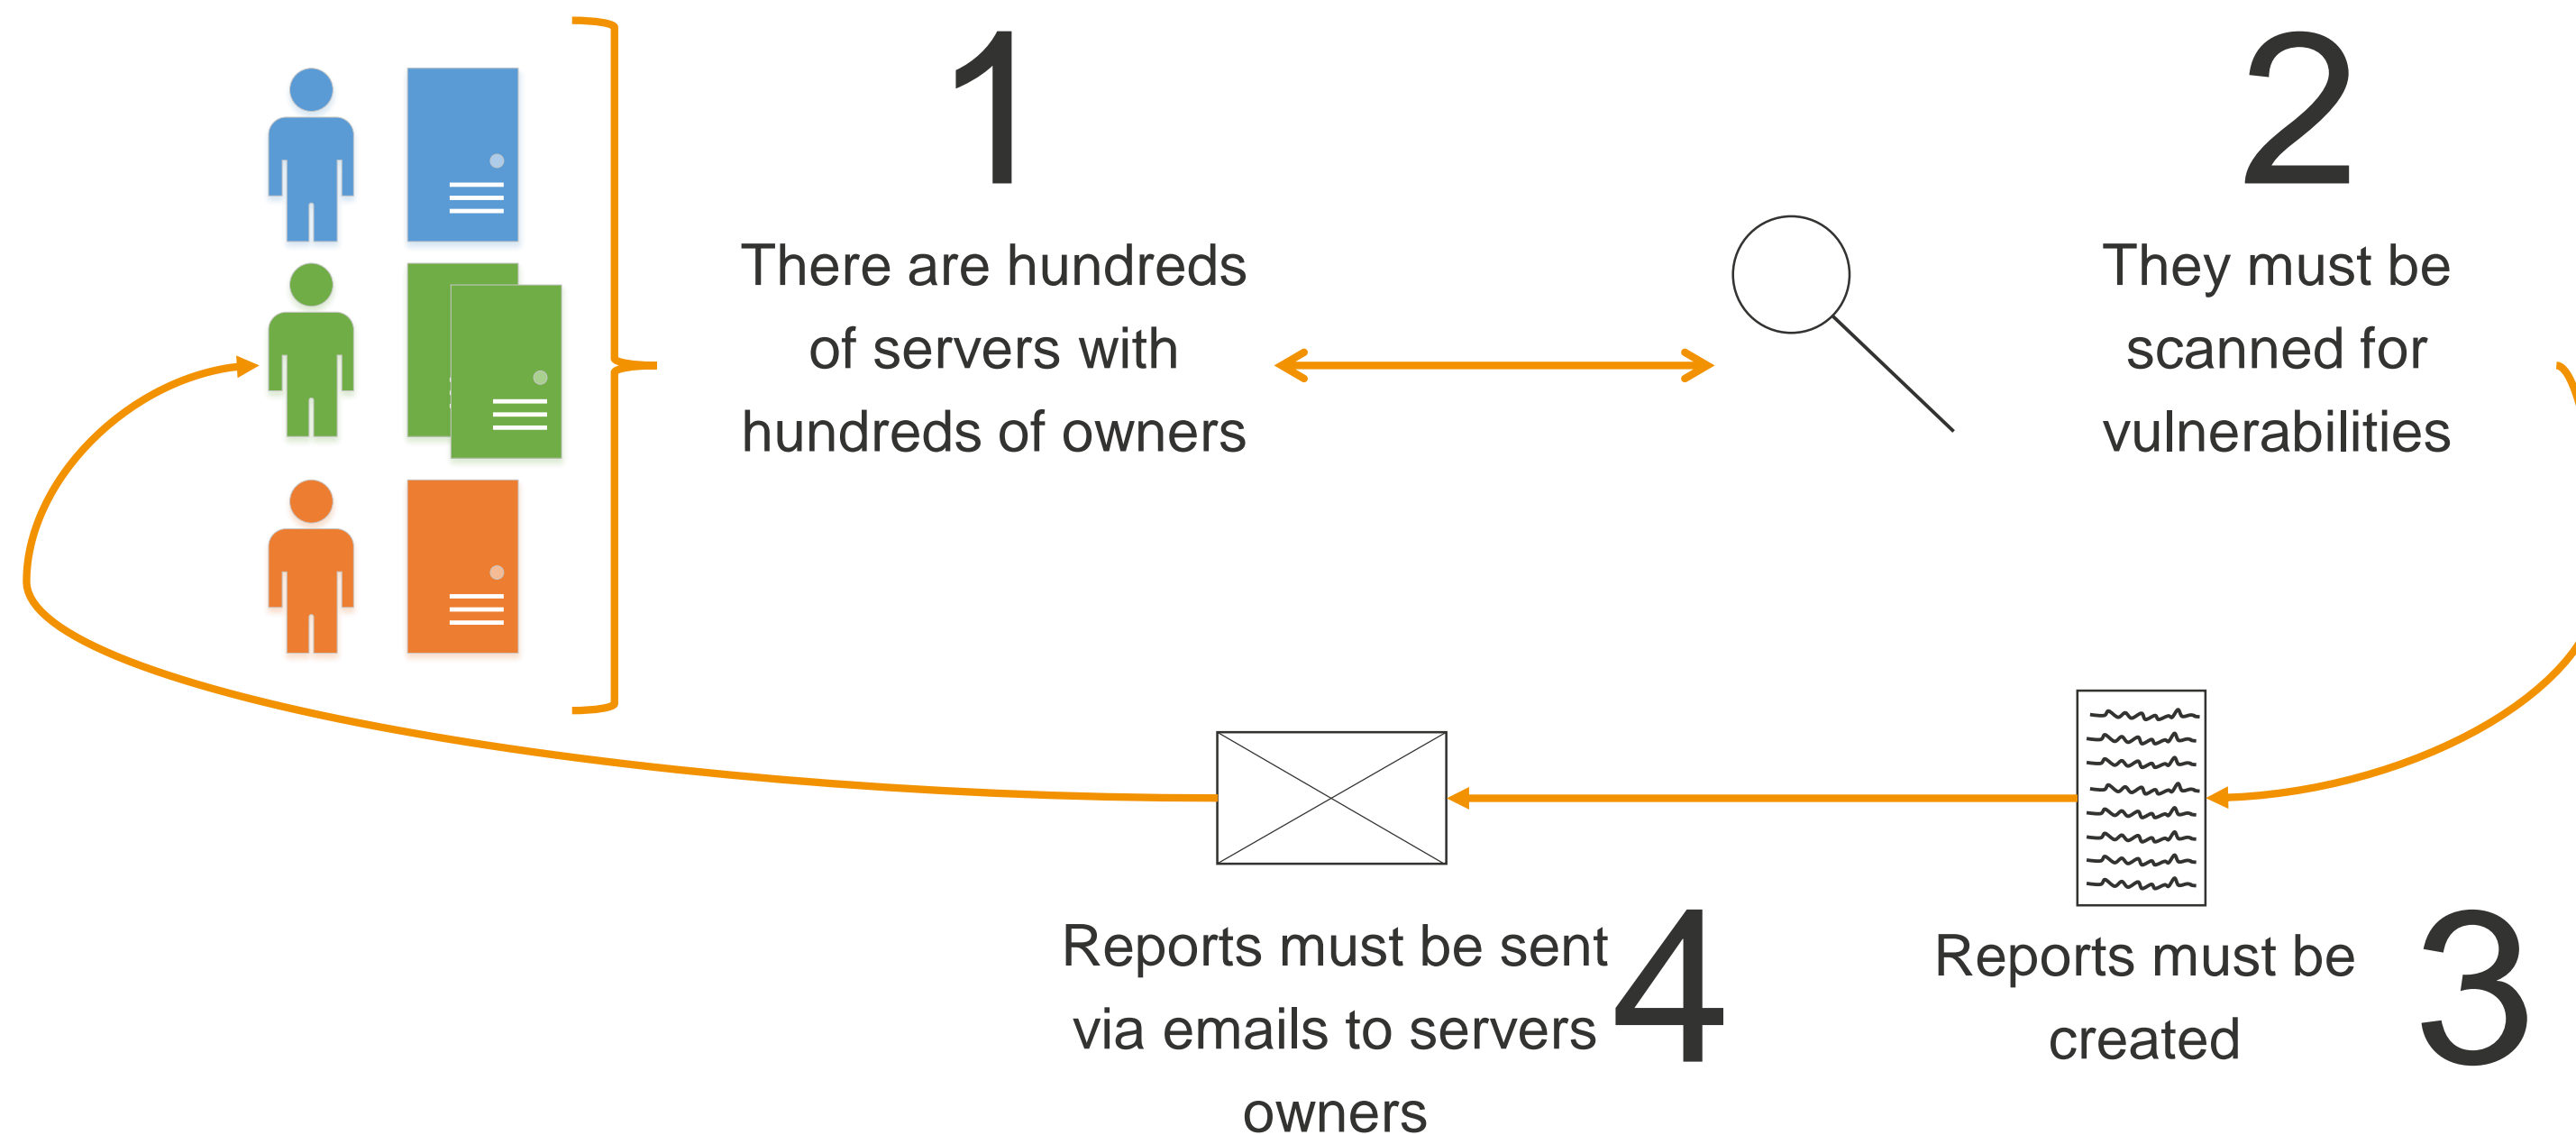 1
There are hundreds
of servers with
hundreds of owners
2
They must be
scanned for
vulnerabilities
3
Reports must be
created
4
Reports must be sent
via emails to servers
owners